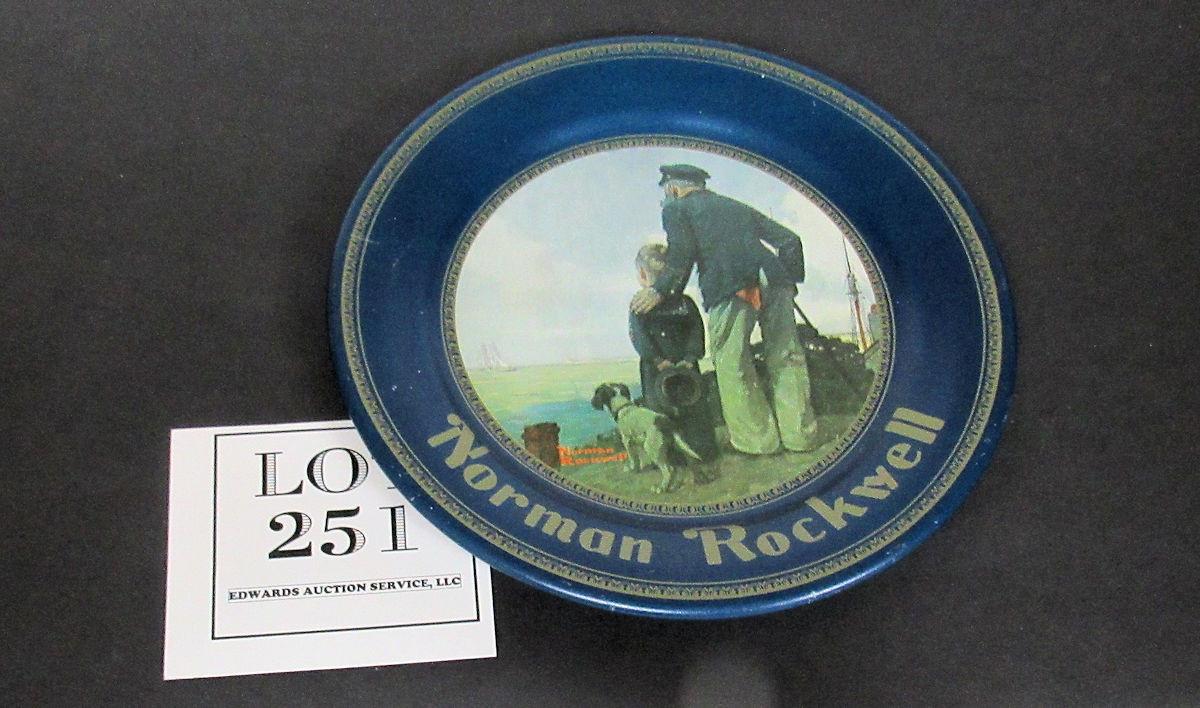 Norman
Rockwell
Norman Rockwell
LO
251
EDWARDS AUCTION SERVICE, LLC